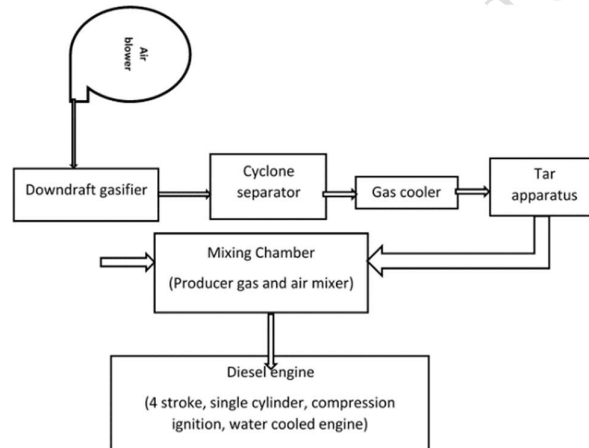 Air
blower
Downdraft gasifier
Cyclone
separator
Gas cooler
Tar
apparatus
Mixing Chamber
(Producer gas and air mixer)
Diesel engine
(4 stroke, single cylinder, compression
ignition, water cooled engine)